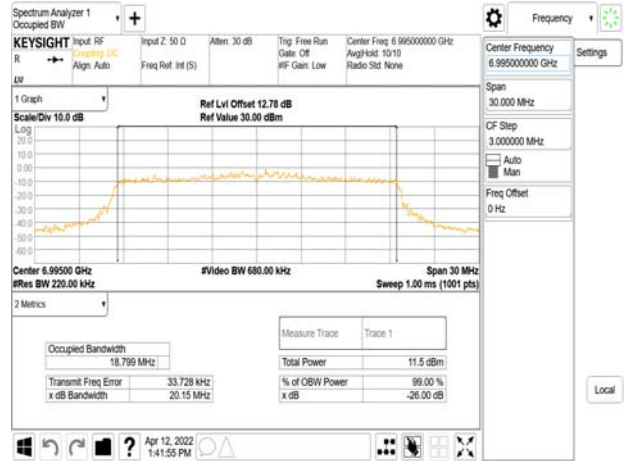 Spectrum Analyzer 1
Occupied BW
Frequency
Settings
KEYSIGHT
R
Input: RF
Coupling: DC
Align: Auto
Input Z: 50 Ω
Freq Ref: Int (S)
Atten: 30 dB
Trig: Free Run
Gate: Off
#IF Gain: Low
Center Freq: 6.995000000 GHz
Avg|Hold: 10/10
Radio Std: None
Center Frequency
6.995000000 GHz
Span
30.000 MHz
CF Step
3.000000 MHz
Auto
Man
Freq Offset
0 Hz
Local
1 Graph
Scale/Div 10.0 dB
Ref Lvl Offset 12.78 dB
Ref Value 30.00 dBm
Log
20.0
10.0
0.00
-10.0
-20.0
-30.0
-40.0
-50.0
-60.0
Center 6.99500 GHz
#Res BW 220.00 kHz
#Video BW 680.00 kHz
Span 30 MHz
Sweep 1.00 ms (1001 pts)
2 Metrics
Measure Trace
Trace 1
Occupied Bandwidth
18.799 MHz
Total Power
11.5 dBm
Transmit Freq Error
33.728 kHz
% of OBW Power
99.00 %
x dB Bandwidth
20.15 MHz
x dB
-26.00 dB
Apr 12, 2022
1:41:55 PM